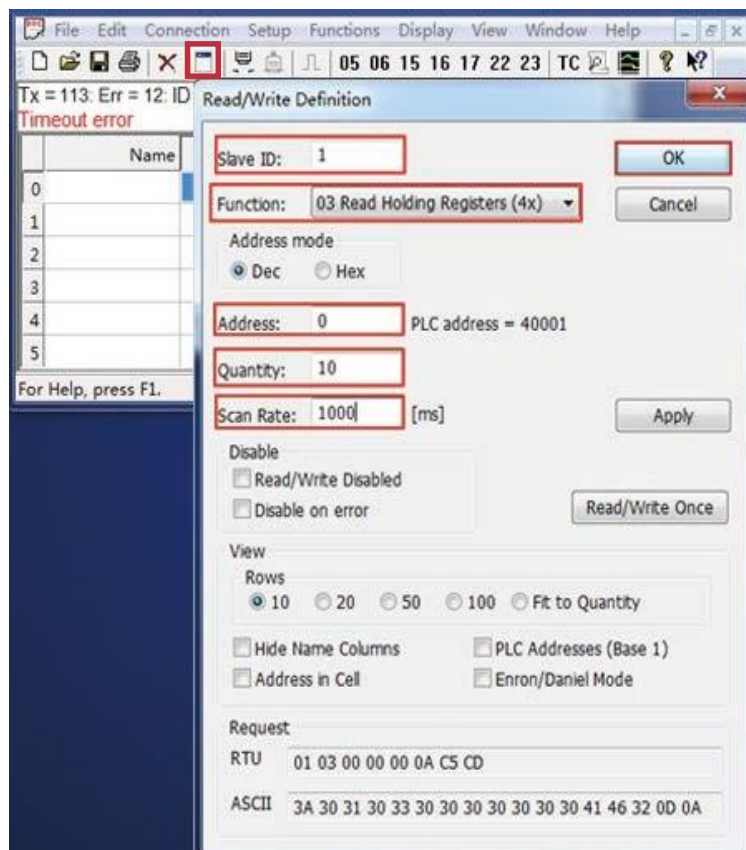 File Edit Connection Setup Functions Display View Window Help
05 06 15 16 17 22 23 TC
Tx = 113: Err = 12: ID
Timeout error
Name
0
1
2
3
4
5
For Help, press F1.
Read/Write Definition
Slave ID: 1 OK
Function: 03 Read Holding Registers (4x) Cancel
Address mode
Dec Hex
Address: 0 PLC address = 40001
Quantity: 10
Scan Rate: 1000 [ms] Apply
Disable
Read/Write Disabled
Disable on error Read/Write Once
View
Rows
10 20 50 100 Fit to Quantity
Hide Name Columns PLC Addresses (Base 1)
Address in Cell Enron/Daniel Mode
Request
RTU 01 03 00 00 00 0A C5 CD
ASCII 3A 30 31 30 33 30 30 30 30 30 30 30 41 46 32 0D 0A